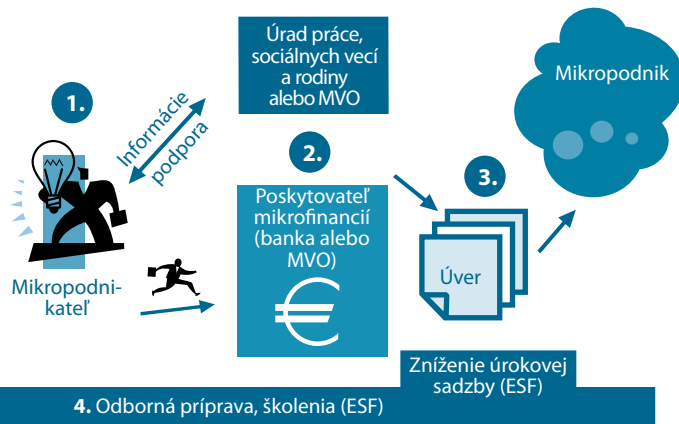 Úrad práce,
sociálnych vecí
a rodiny
alebo MVO
Mikropodnik
1.
Informácie
podpora
2.
3.
Poskytovateľ
mikrofinancií
(banka alebo
MVO)
€
Úver
Mikropodni-
kateľ
Zníženie úrokovej
sadzby (ESF)
4. Odborná príprava, školenia (ESF)